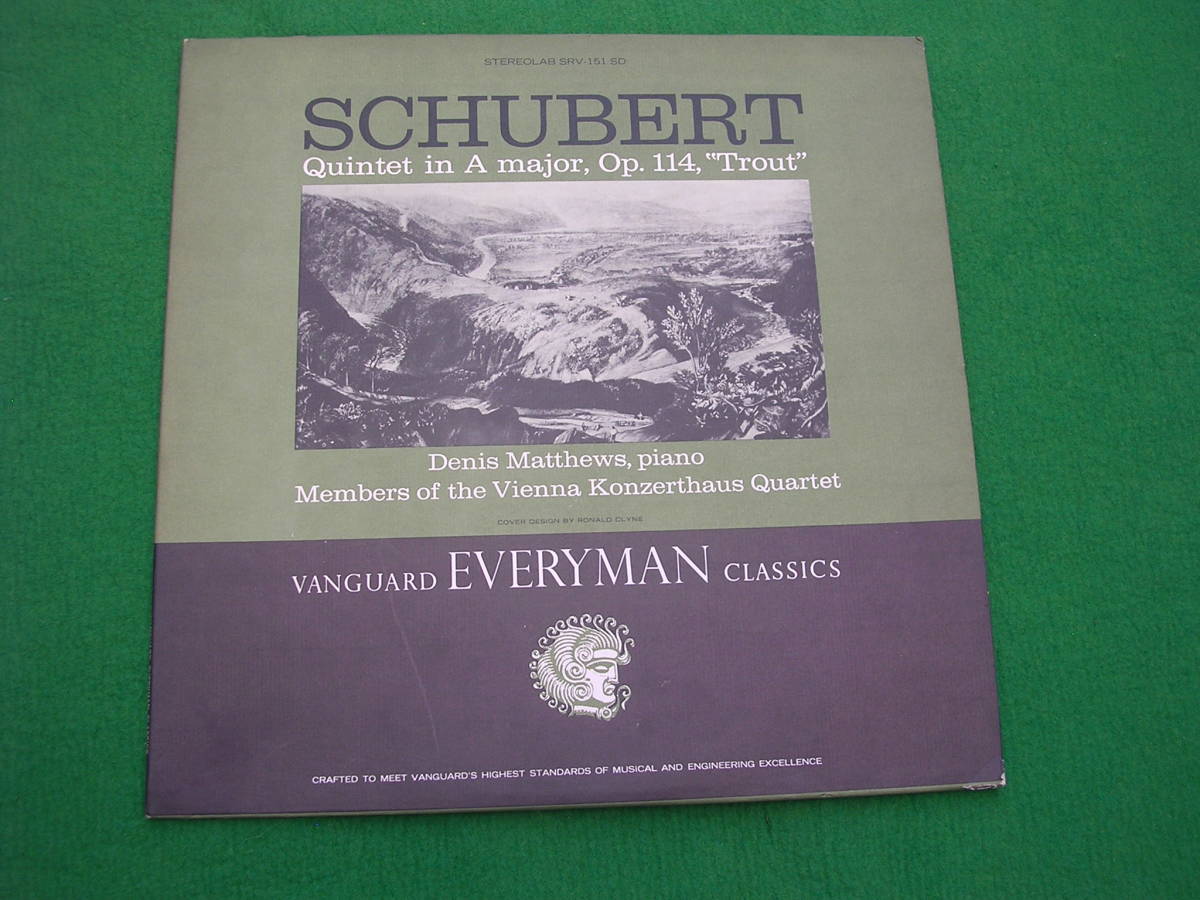 STEREOLAB SRV-151 SD
SCHUBERT
Quintet in A major, Op. 114, "Trout"
Denis Matthews, piano
Members of the Vienna Konzerthaus Quartet
COVER DESIGN BY RONALD CLYNE
VANGUARD EVERYMAN CLASSICS
CRAFTED TO MEET VANGUARD'S HIGHEST STANDARDS OF MUSICAL AND ENGINEERING EXCELLENCE